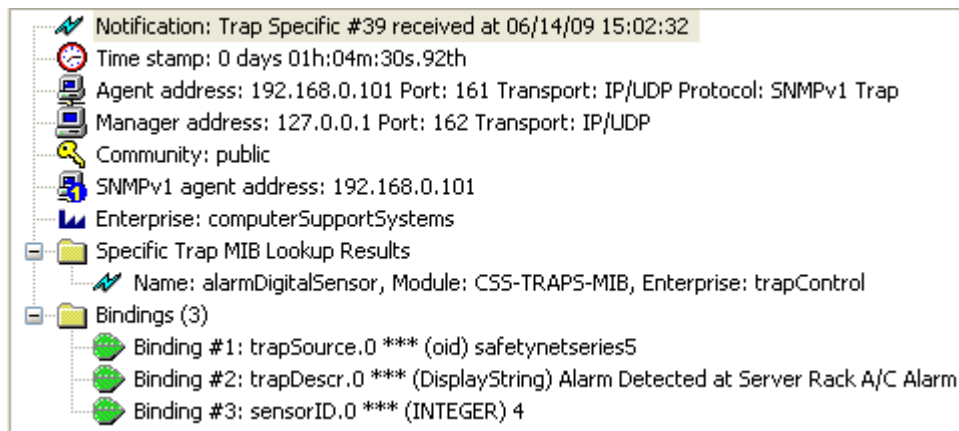 Notification: Trap Specific #39 received at 06/14/09 15:02:32
Time stamp: 0 days 01h:04m:30s.92th
Agent address: 192.168.0.101 Port: 161 Transport: IP/UDP Protocol: SNMPv1 Trap
Manager address: 127.0.0.1 Port: 162 Transport: IP/UDP
Community: public
SNMPv1 agent address: 192.168.0.101
Enterprise: computerSupportSystems
Specific Trap MIB Lookup Results
Name: alarmDigitalSensor, Module: CSS-TRAPS-MIB, Enterprise: trapControl
Bindings (3)
Binding #1: trapSource.0 *** (oid) safetynetseries5
Binding #2: trapDescr.0 *** (DisplayString) Alarm Detected at Server Rack A/C Alarm
Binding #3: sensorID.0 *** (INTEGER) 4